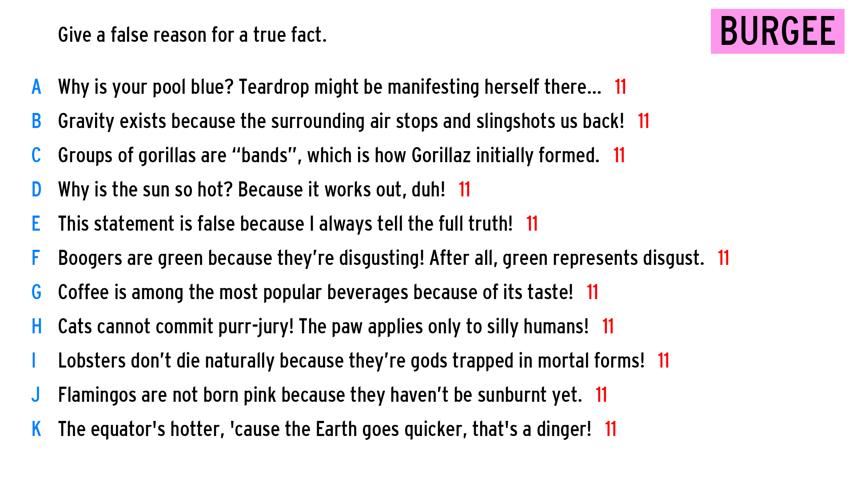 Give a false reason for a true fact.
BURGEE
A Why is your pool blue? Teardrop might be manifesting herself there... 11
B Gravity exists because the surrounding air stops and slingshots us back! 11
C Groups of gorillas are “bands”, which is how Gorillaz initially formed. 11
D Why is the sun so hot? Because it works out, duh! 11
E This statement is false because I always tell the full truth! 11
F Boogers are green because they’re disgusting! After all, green represents disgust. 11
G Coffee is among the most popular beverages because of its taste! 11
H Cats cannot commit purr-jury! The paw applies only to silly humans! 11
I Lobsters don’t die naturally because they’re gods trapped in mortal forms! 11
J Flamingos are not born pink because they haven’t be sunburnt yet. 11
K The equator's hotter, 'cause the Earth goes quicker, that's a dinger! 11